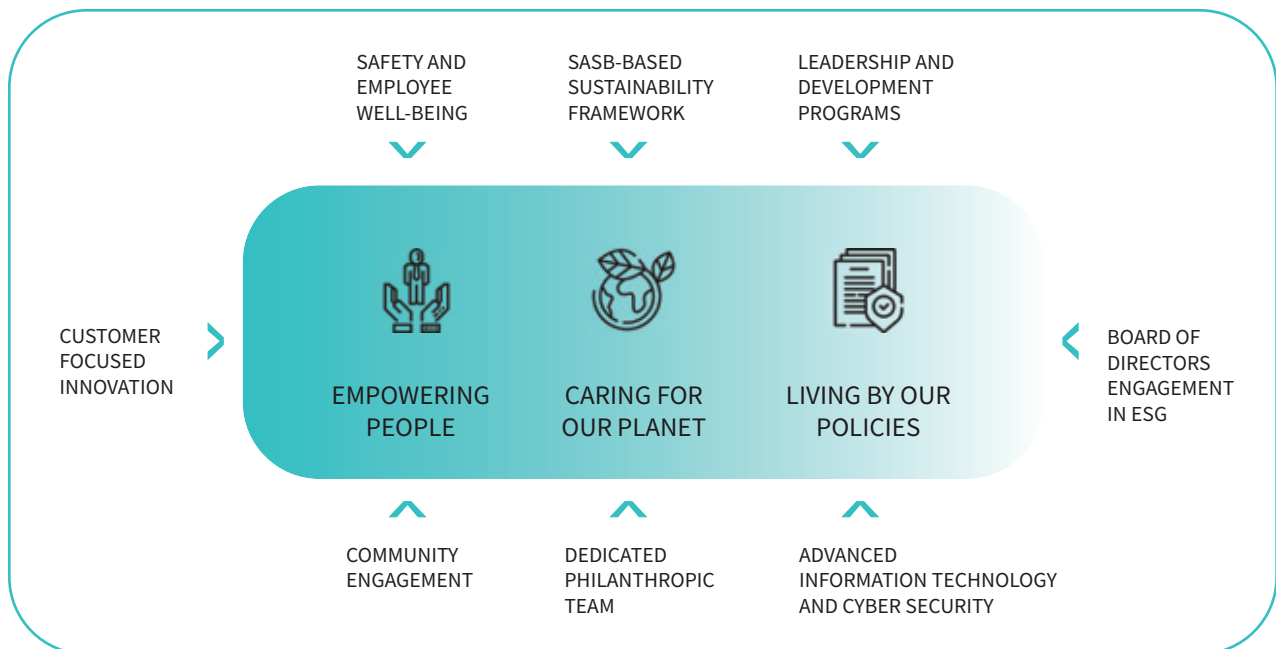 SAFETY AND
EMPLOYEE
WELL-BEING
SASB-BASED
SUSTAINABILITY
FRAMEWORK
LEADERSHIP AND
DEVELOPMENT
PROGRAMS
CUSTOMER
FOCUSED
INNOVATION
EMPOWERING
PEOPLE
CARING FOR
OUR PLANET
LIVING BY OUR
POLICIES
BOARD OF
DIRECTORS
ENGAGEMENT
IN ESG
COMMUNITY
ENGAGEMENT
DEDICATED
PHILANTHROPIC
TEAM
ADVANCED
INFORMATION TECHNOLOGY
AND CYBER SECURITY